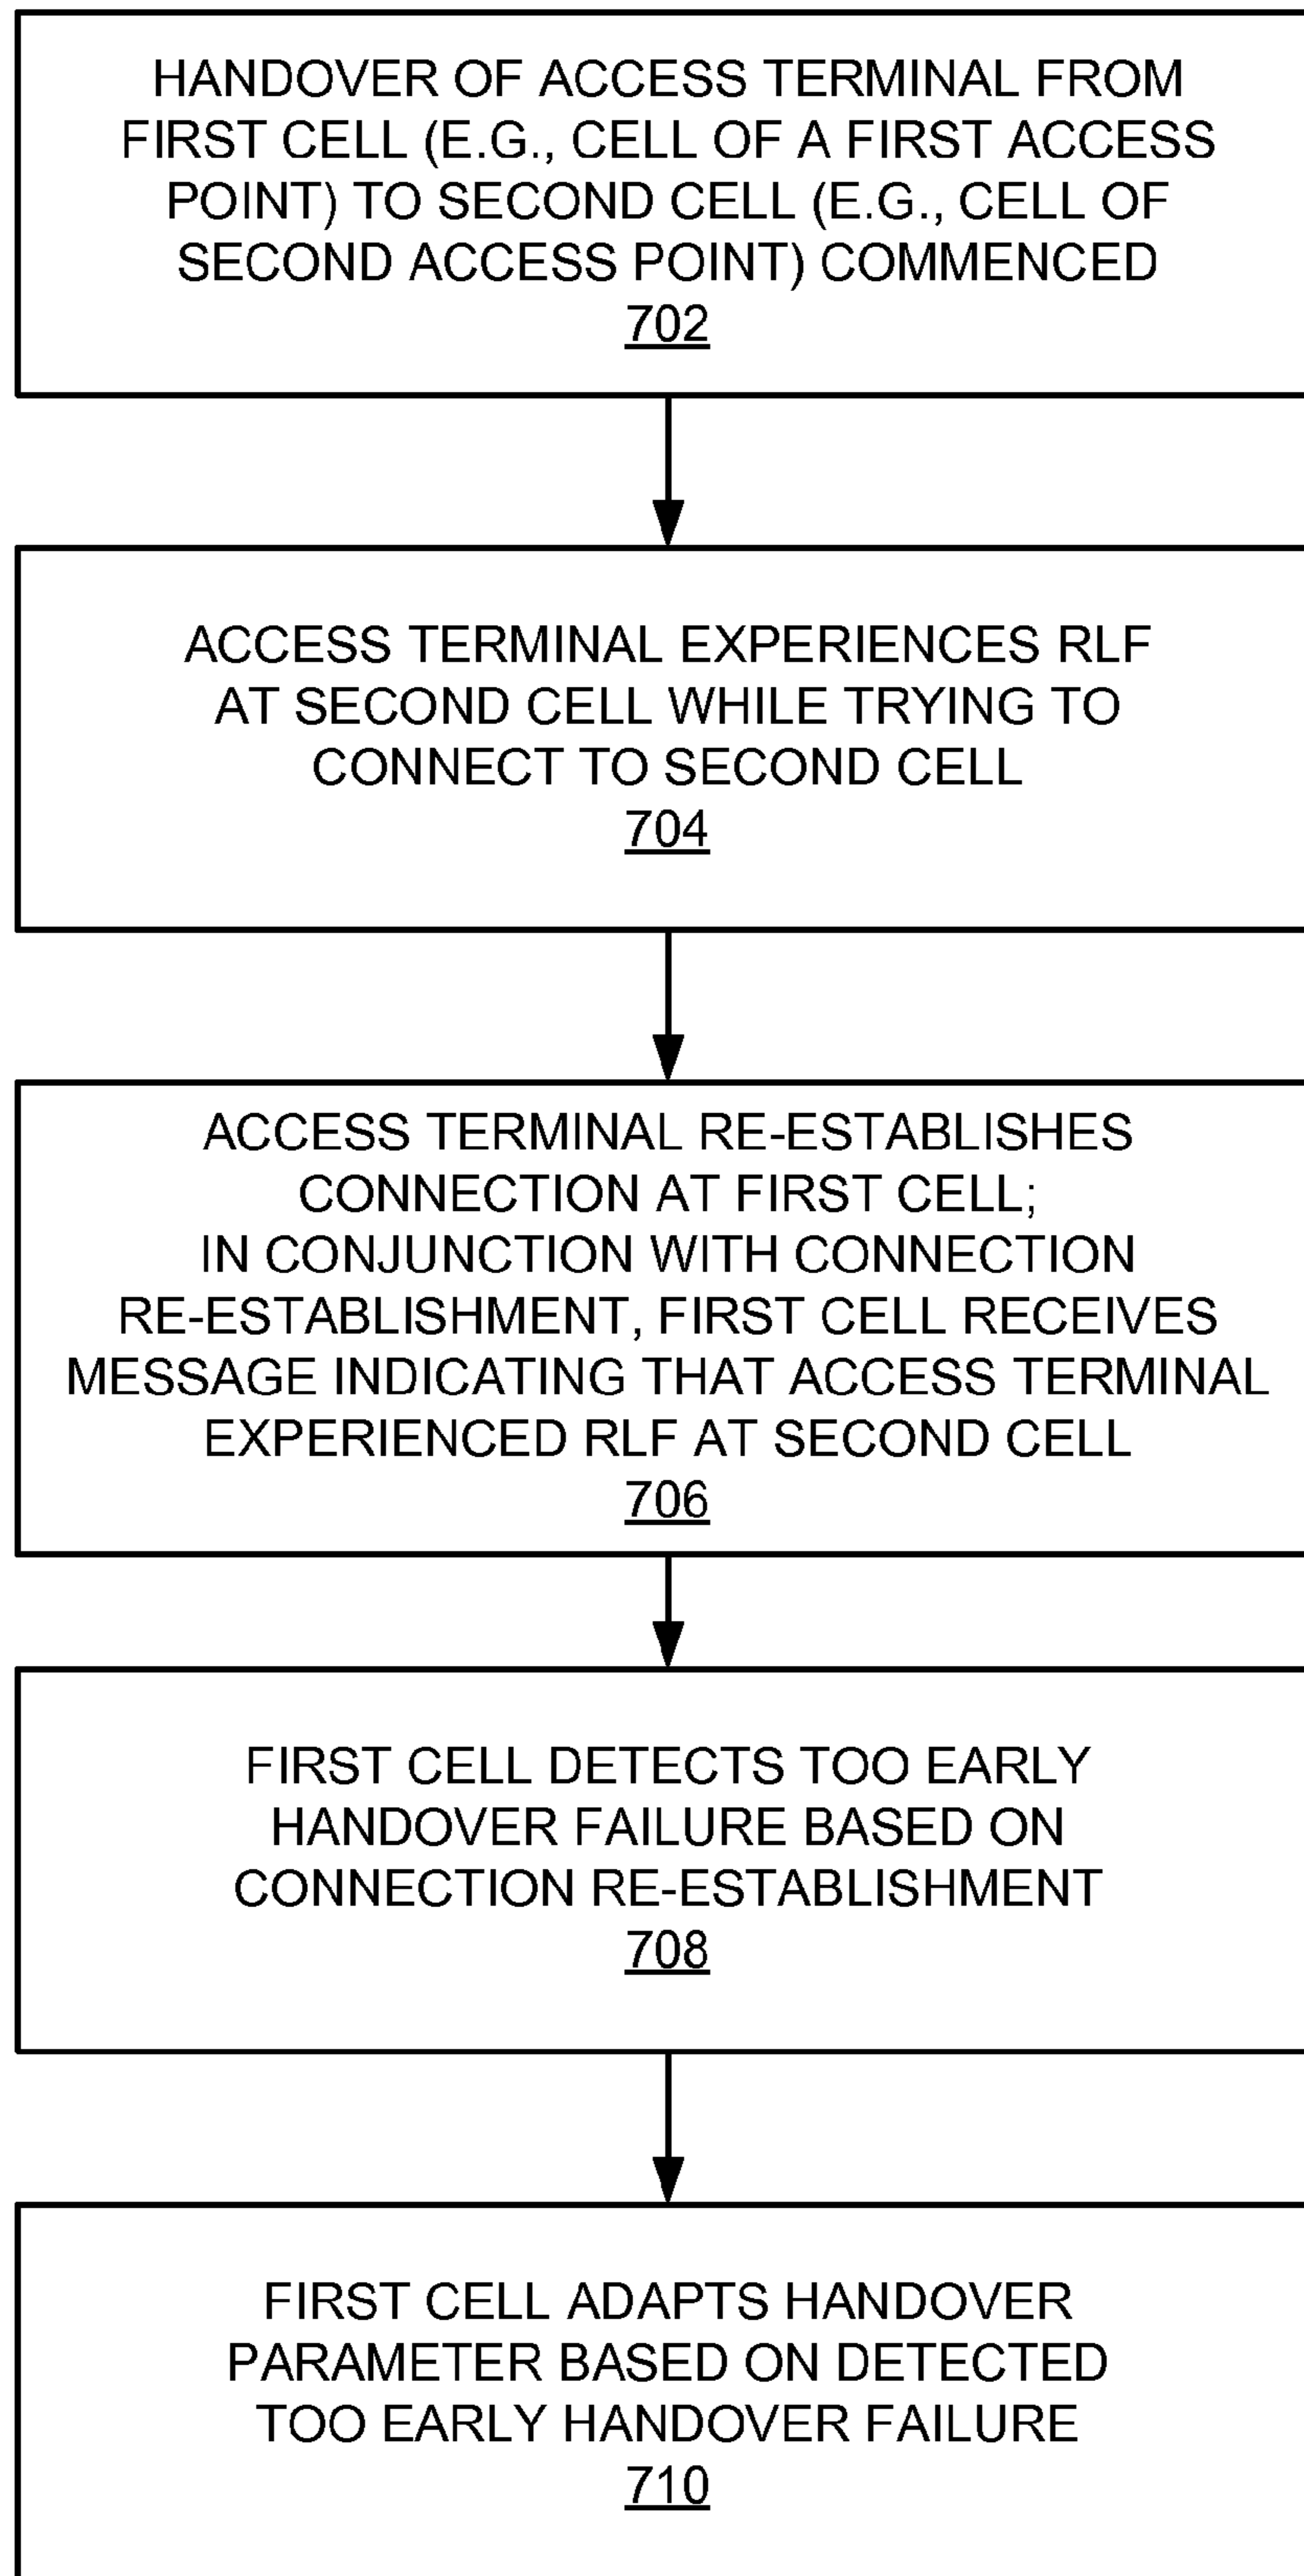 HANDOVER OF ACCESS TERMINAL FROM
FIRST CELL (E.G., CELL OF A FIRST ACCESS
POINT) TO SECOND CELL (E.G., CELL OF
SECOND ACCESS POINT) COMMENCED
702
ACCESS TERMINAL EXPERIENCES RLF
AT SECOND CELL WHILE TRYING TO
CONNECT TO SECOND CELL
704
ACCESS TERMINAL RE-ESTABLISHES
CONNECTION AT FIRST CELL;
IN CONJUNCTION WITH CONNECTION
RE-ESTABLISHMENT, FIRST CELL RECEIVES
MESSAGE INDICATING THAT ACCESS TERMINAL
EXPERIENCED RLF AT SECOND CELL
706
FIRST CELL DETECTS TOO EARLY
HANDOVER FAILURE BASED ON
CONNECTION RE-ESTABLISHMENT
708
FIRST CELL ADAPTS HANDOVER
PARAMETER BASED ON DETECTED
TOO EARLY HANDOVER FAILURE
710